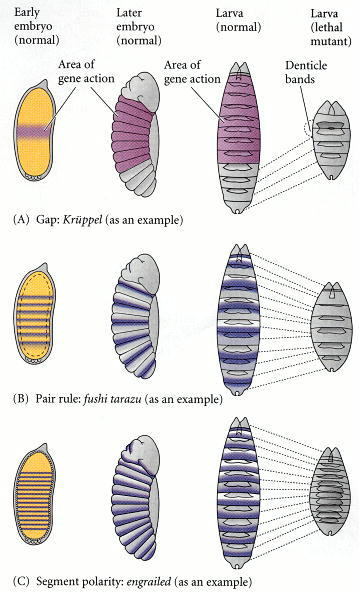 Early
embryo
(normal)
Later
embryo
(normal)
Larva
(normal)
Larva
(lethal
mutant)
Area of
gene action
Area of
gene action
Denticle
bands
(A) Gap: Krüppel (as an example)
(B) Pair rule: fushi tarazu (as an example)
(C) Segment polarity: engrailed (as an example)